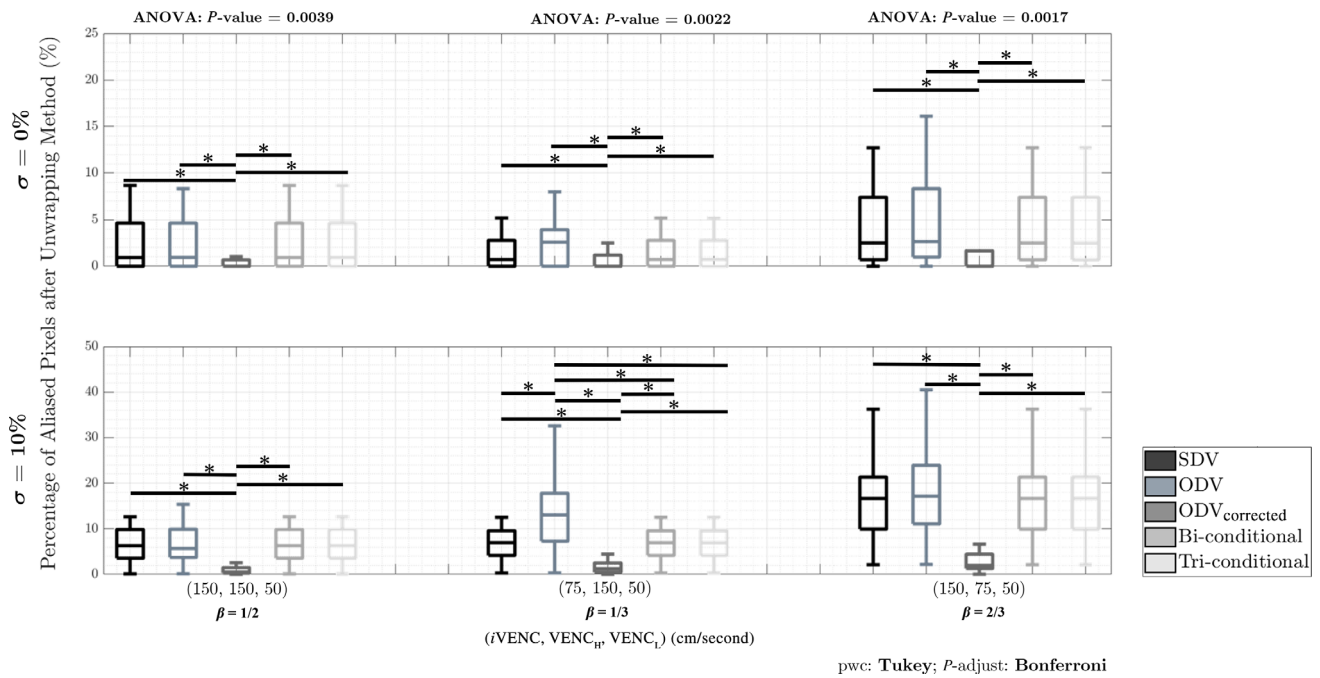 ANOVA: P-value = 0.0039
ANOVA: P-value = 0.0022
ANOVA: P-value = 0.0017
Percentage of Aliased Pixels after Unwrapping Method (%)
σ = 0%
25
20
15
10
5
0
* * * *
* * * *
* * * *
σ = 10%
50
40
30
20
10
0
* * * *
* * * * * * *
* * * *
(150, 150, 50)
(75, 150, 50)
(150, 75, 50)
β = 1/2
β = 1/3
β = 2/3
(iVENC, VENC_H, VENC_L) (cm/second)
SDV
ODV
ODV_corrected
Bi-conditional
Tri-conditional
pwc: Tukey; P-adjust: Bonferroni